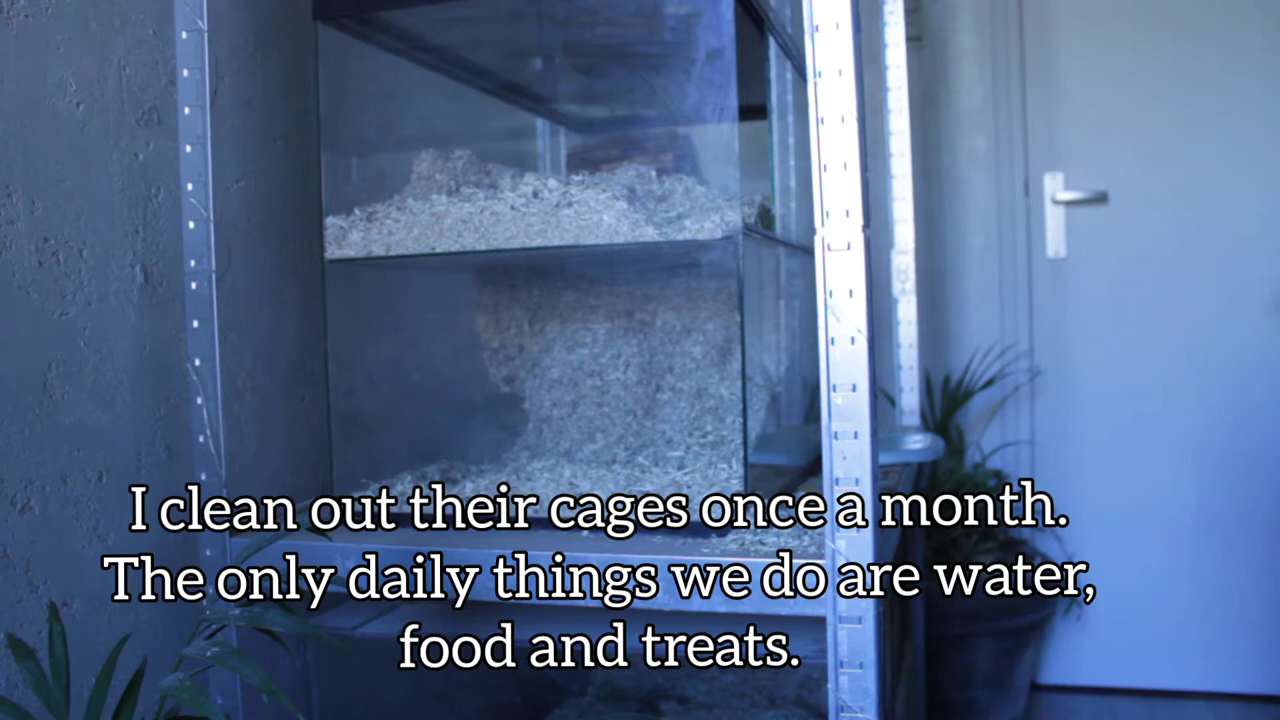 I clean out their cages once a month.
The only daily things we do are water,
food and treats.